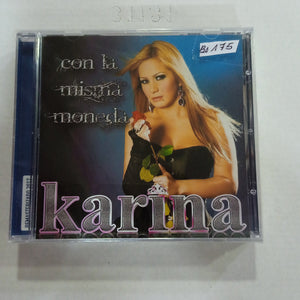 Bs 175
con la
misma
moneda
karina